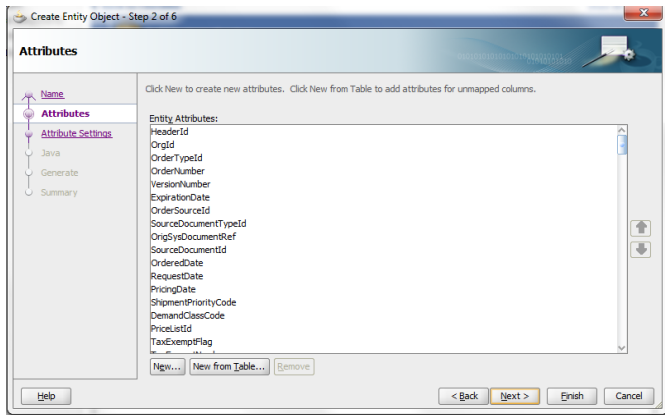 Create Entity Object - Step 2 of 6
Attributes
Name
Attributes
Attribute Settings
Java
Generate
Summary
Click New to create new attributes. Click New from Table to add attributes for unmapped columns.
Entity Attributes:
HeaderId
OrgId
OrderTypeId
OrderNumber
VersionNumber
ExpirationDate
OrderSourceId
SourceDocumentTypeId
OrigSysDocumentRef
SourceDocumentId
OrderedDate
RequestDate
PricingDate
ShipmentPriorityCode
DemandClassCode
PriceListId
TaxExemptFlag
New... New from Table... Remove
Help < Back Next > Finish Cancel